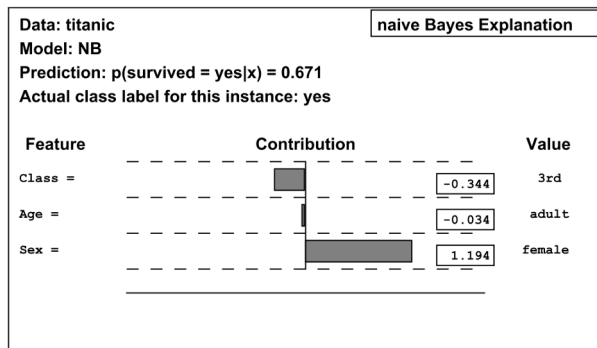 Data: titanic
naive Bayes Explanation
Model: NB
Prediction: p(survived = yes|x) = 0.671
Actual class label for this instance: yes
Feature Contribution Value
Class = -0.344 3rd
Age = -0.034 adult
Sex = 1.194 female